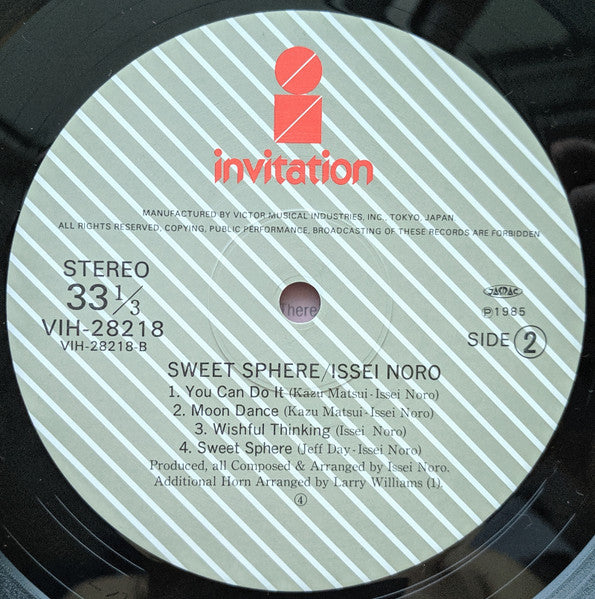 invitation
MANUFACTURED BY VICTOR MUSICAL INDUSTRIES, INC., TOKYO, JAPAN
ALL RIGHTS RESERVED, COPYING, PUBLIC PERFORMANCE, BROADCASTING OF THESE RECORDS ARE FORBIDDEN
STEREO
33 1/3
VIH-28218
VIH-28218-B
There
JASRAC
Ⓟ1985
SIDE ②
SWEET SPHERE/ISSEI NORO
1. You Can Do It (Kazu Matsui-Issei Noro)
2. Moon Dance (Kazu Matsui-Issei Noro)
3. Wishful Thinking (Issei Noro)
4. Sweet Sphere (Jeff Day-Issei Noro)
Produced, all Composed & Arranged by Issei Noro.
Additional Horn Arranged by Larry Williams (1).
④